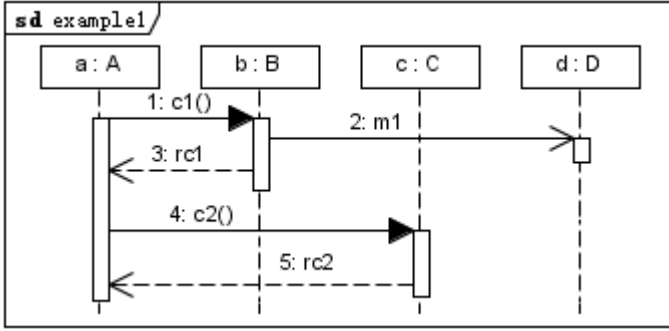 sd example1
a : A
b : B
c : C
d : D
1: c1()
2: m1
3: rc1
4: c2()
5: rc2